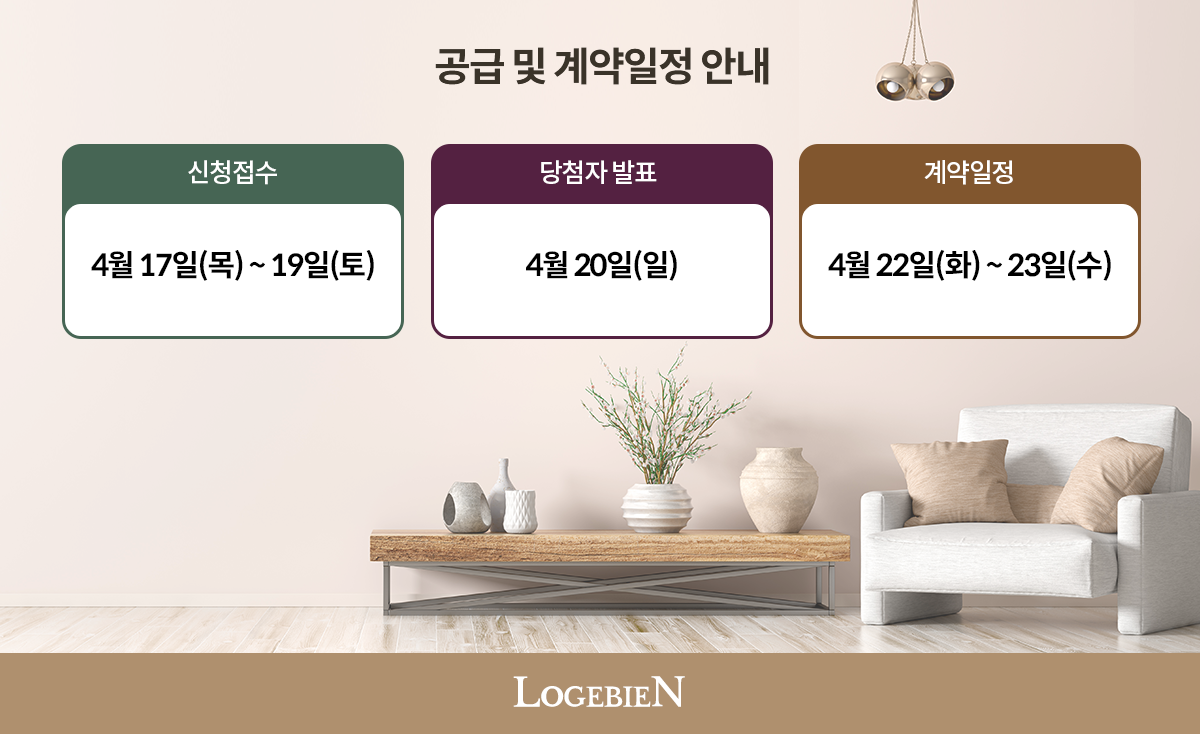 공급 및 계약일정 안내
신청접수
4월 17일(목) ~ 19일(토)
당첨자 발표
4월 20일(일)
계약일정
4월 22일(화) ~ 23일(수)
LOGEBIEN